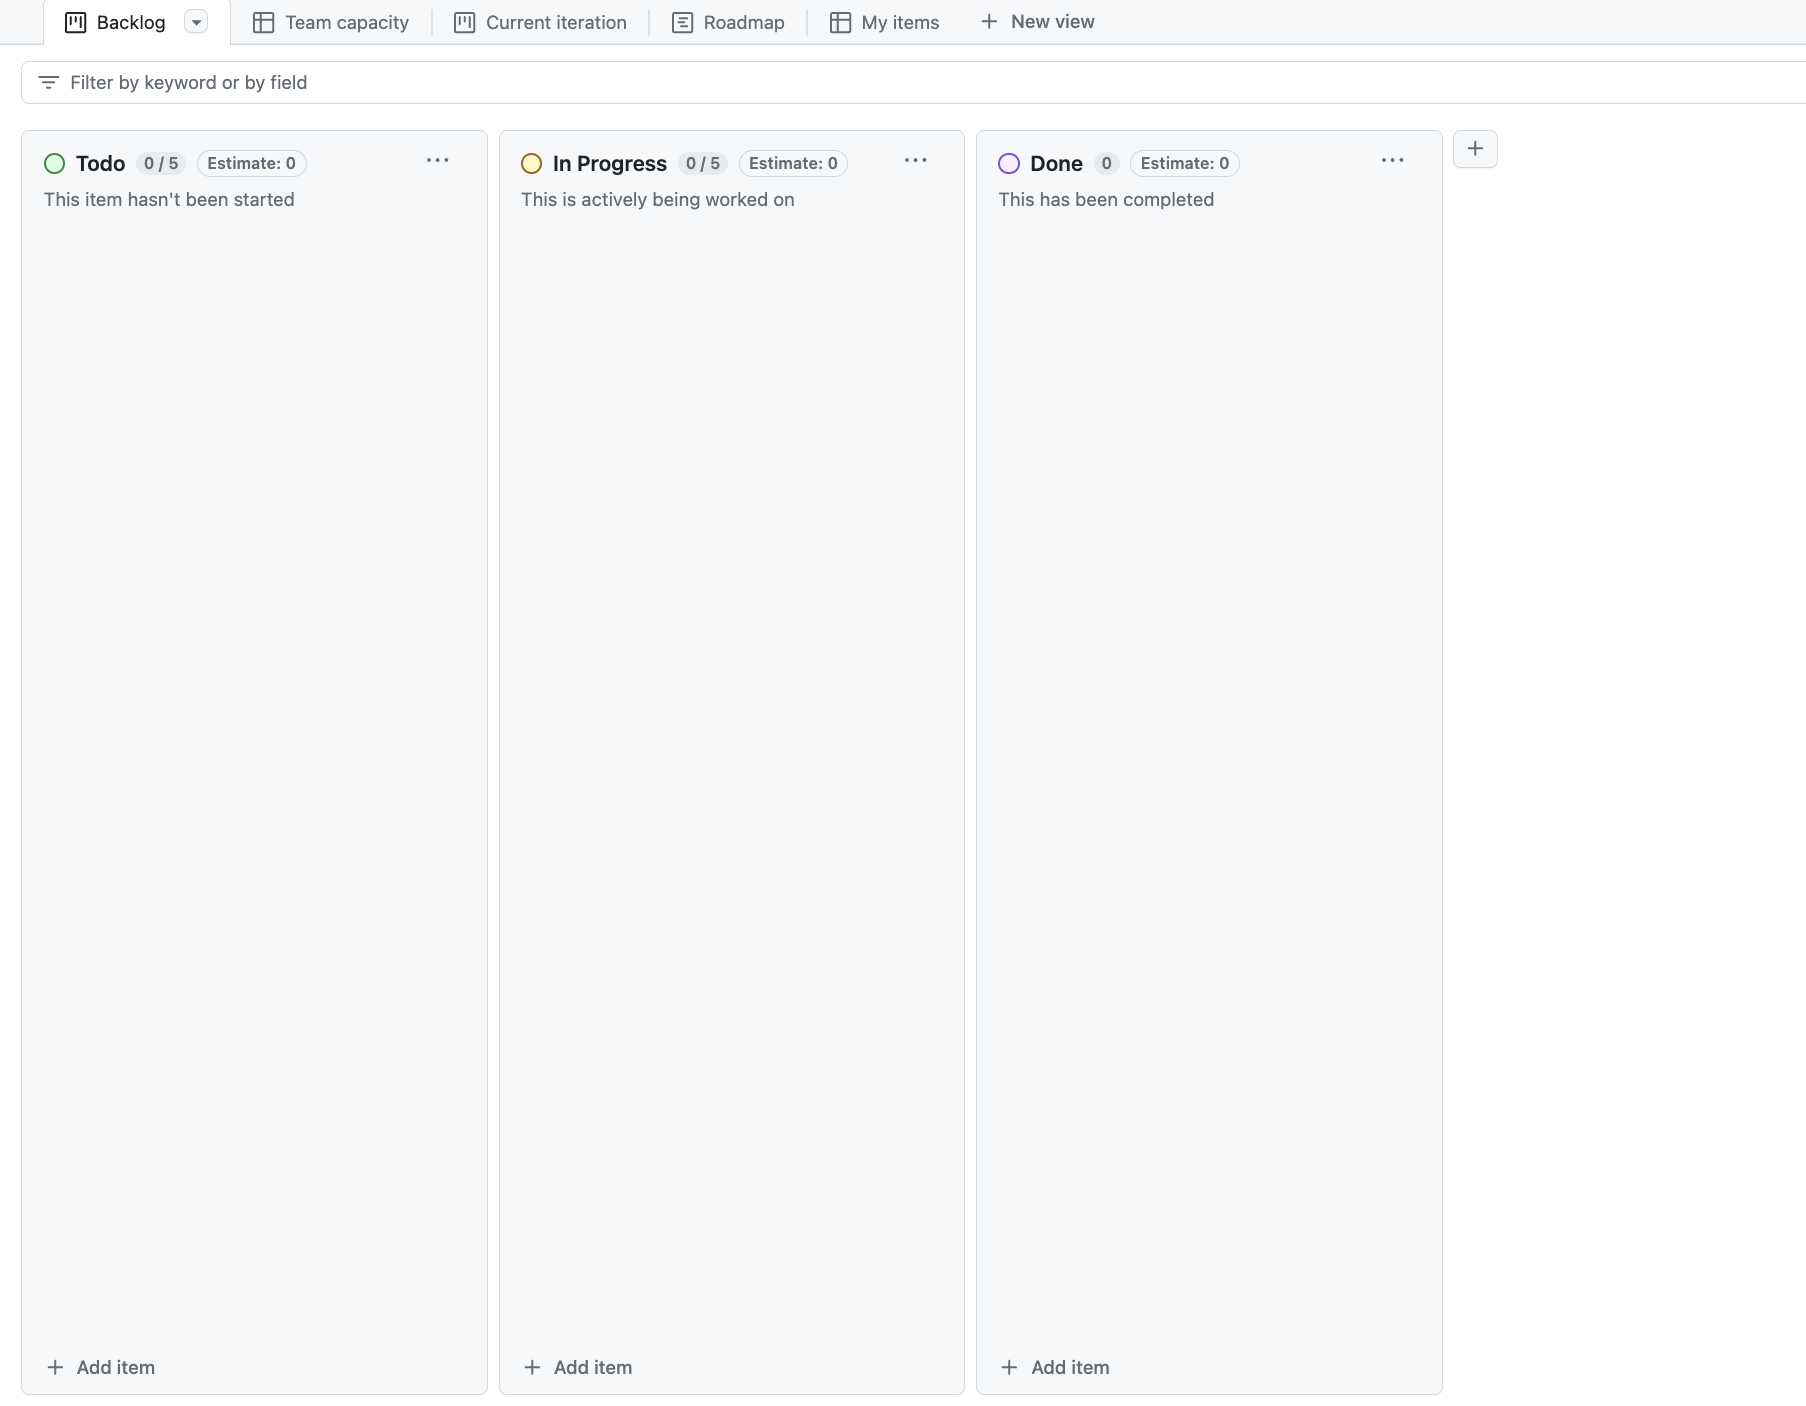 Backlog
Team capacity
Current iteration
Roadmap
My items
New view
Filter by keyword or by field
Todo 0 / 5 Estimate: 0
This item hasn't been started
In Progress 0 / 5 Estimate: 0
This is actively being worked on
Done 0 Estimate: 0
This has been completed
Add item
Add item
Add item